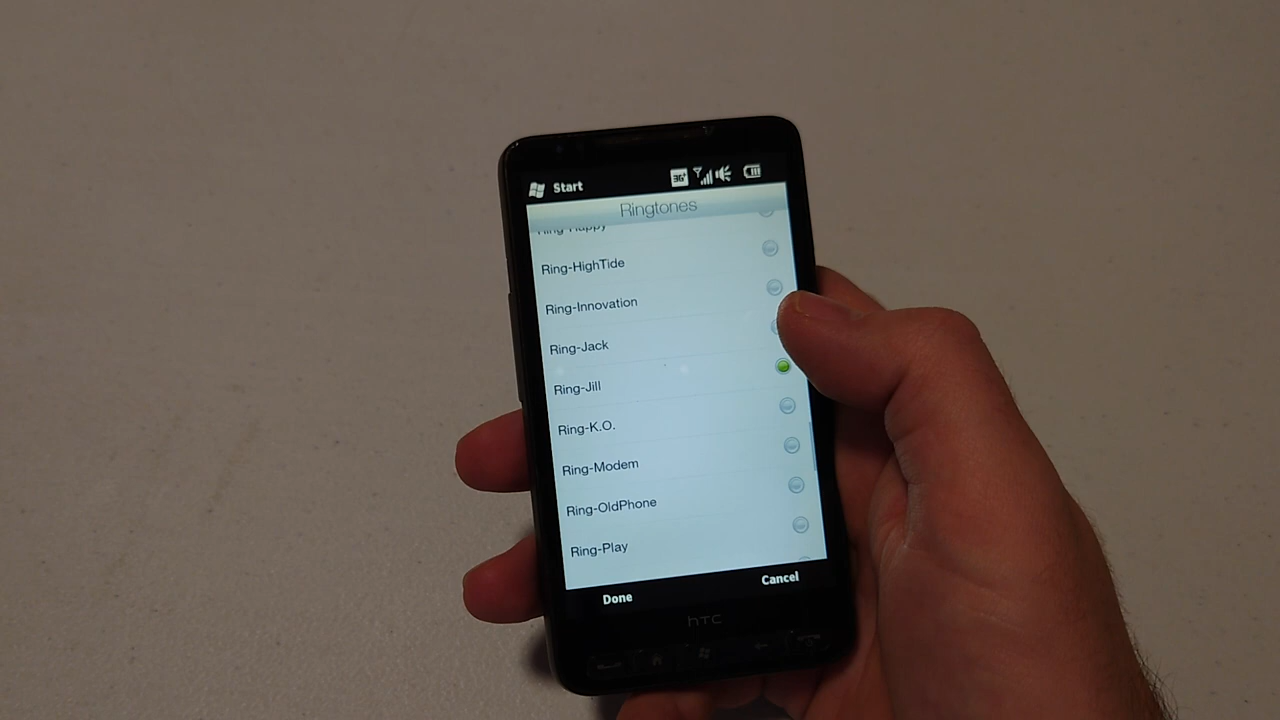 Start
3G+
Ringtones
Ring-Happy
Ring-HighTide
Ring-Innovation
Ring-Jack
Ring-Jill
Ring-K.O.
Ring-Modem
Ring-OldPhone
Ring-Play
Done
Cancel
hTC